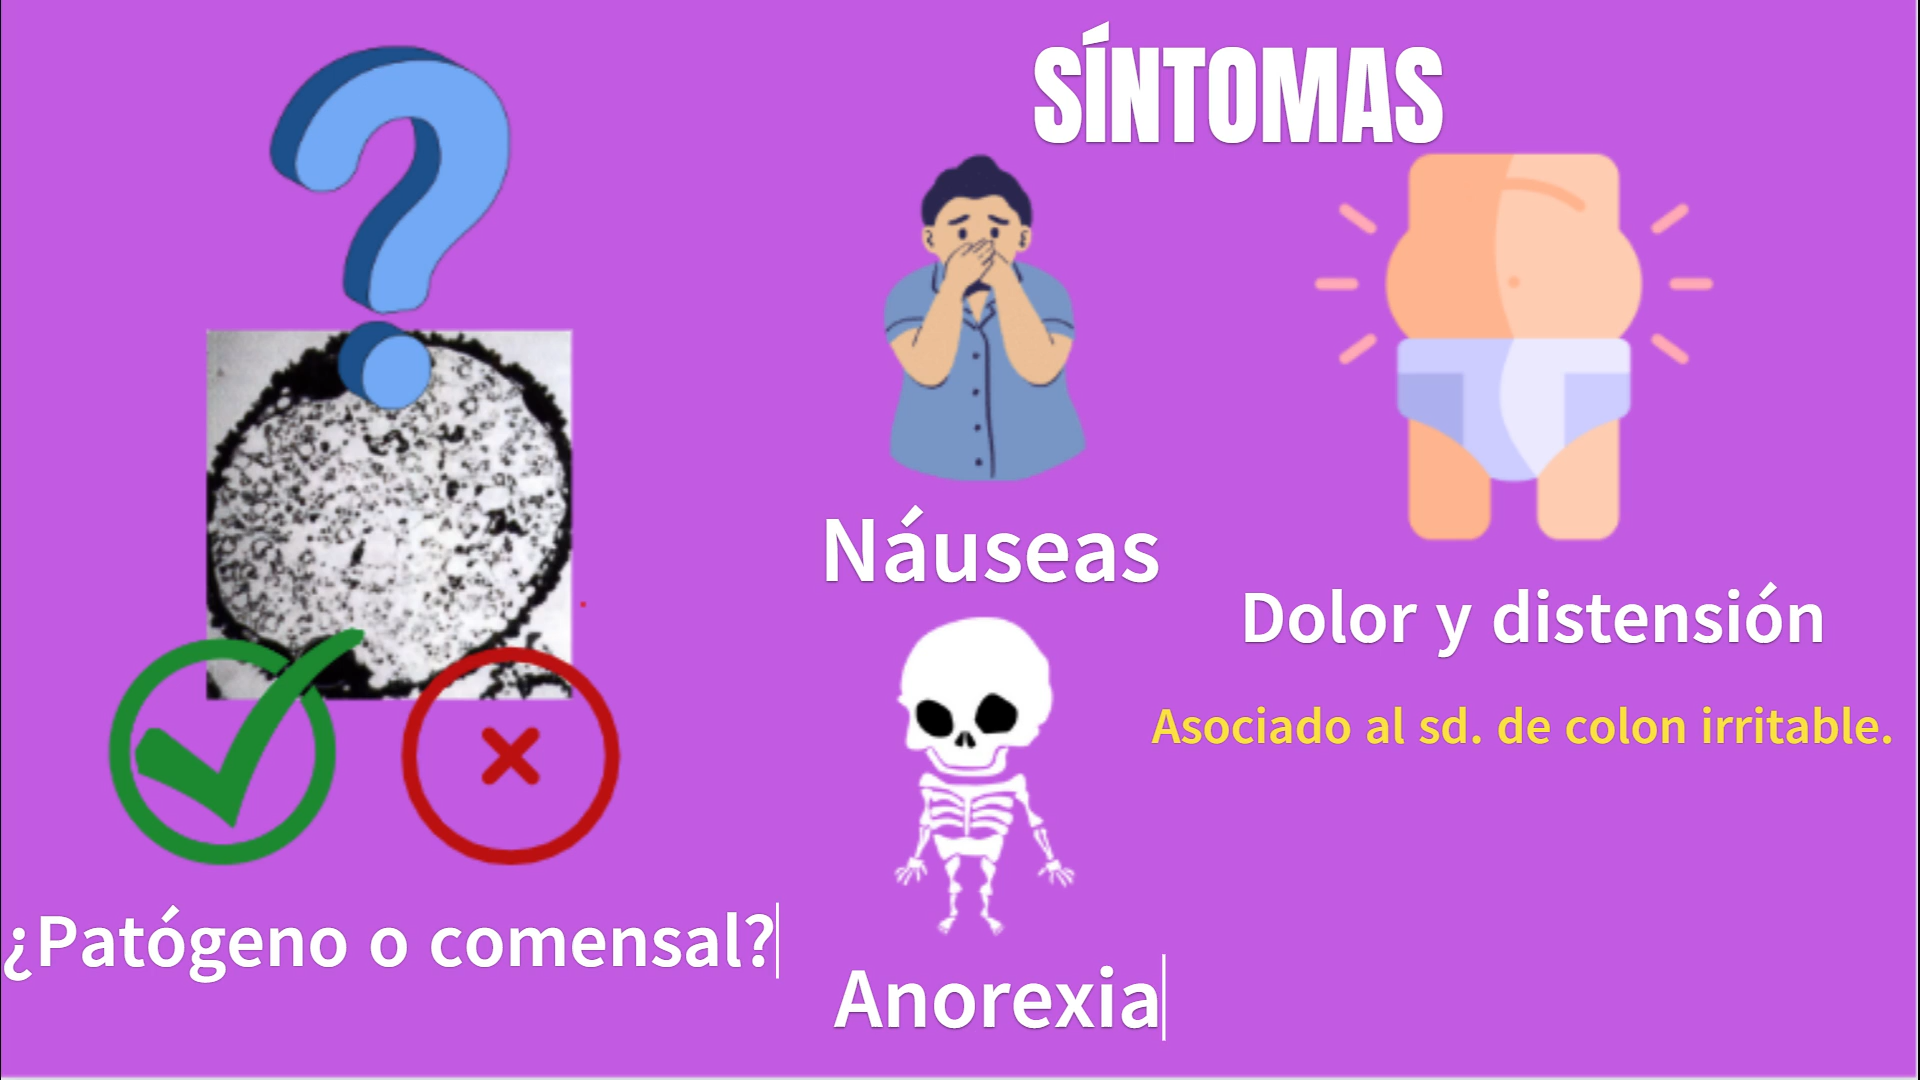 SÍNTOMAS
Náuseas
Dolor y distensión
Asociado al sd. de colon irritable.
¿Patógeno o comensal?
Anorexia